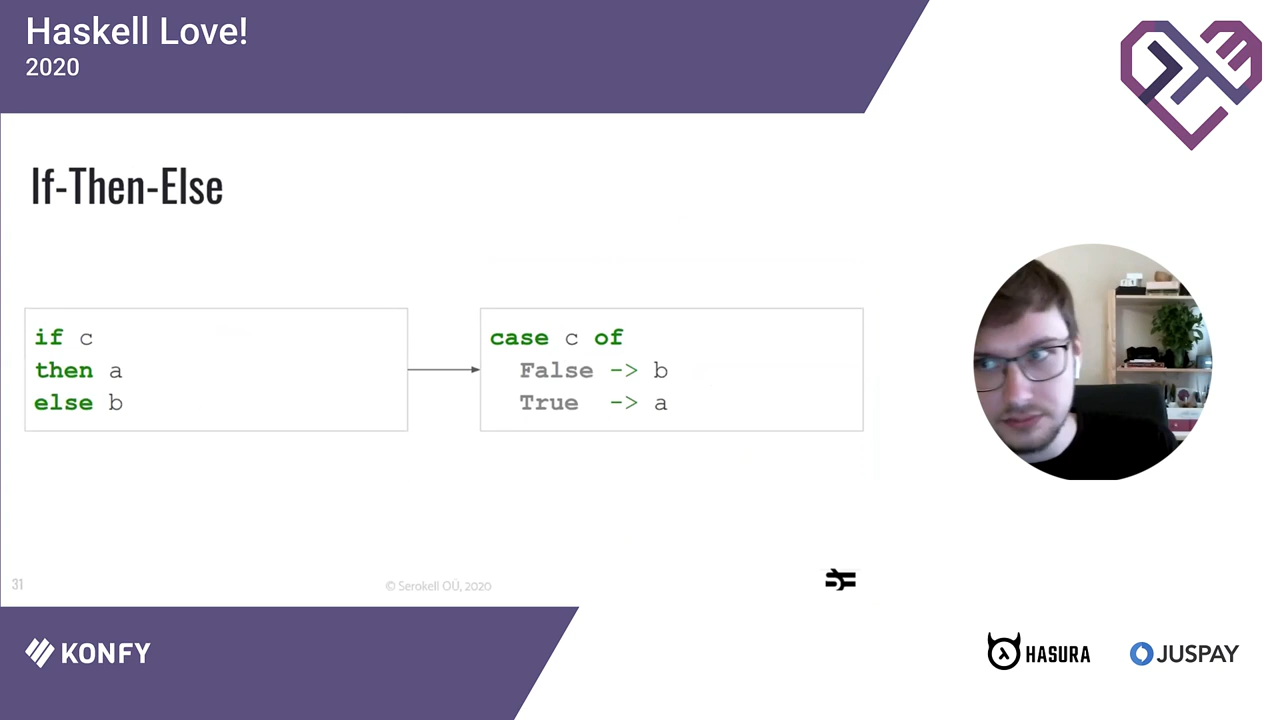 Haskell Love!
2020
If-Then-Else
if c
then a
else b
case c of
False -> b
True -> a
31
© Serokell OÜ, 2020
KONFY
HASURA
JUSPAY